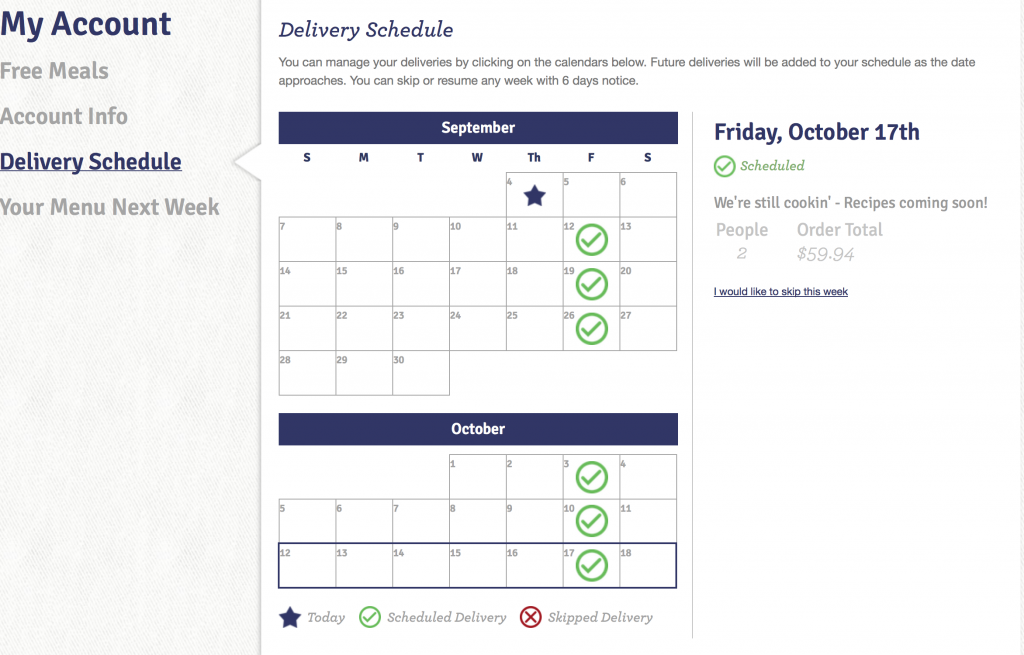 My Account
Free Meals
Account Info
Delivery Schedule
Your Menu Next Week
Delivery Schedule
You can manage your deliveries by clicking on the calendars below. Future deliveries will be added to your schedule as the date
approaches. You can skip or resume any week with 6 days notice.
September
S M T W Th F S
4 5 6
7 8 9 10 11 12 13
14 15 16 17 18 19 20
21 22 23 24 25 26 27
28 29 30
October
1 2 3 4
5 6 7 8 9 10 11
12 13 14 15 16 17 18
Today Scheduled Delivery Skipped Delivery
Friday, October 17th
Scheduled
We're still cookin' - Recipes coming soon!
People Order Total
2 $59.94
I would like to skip this week